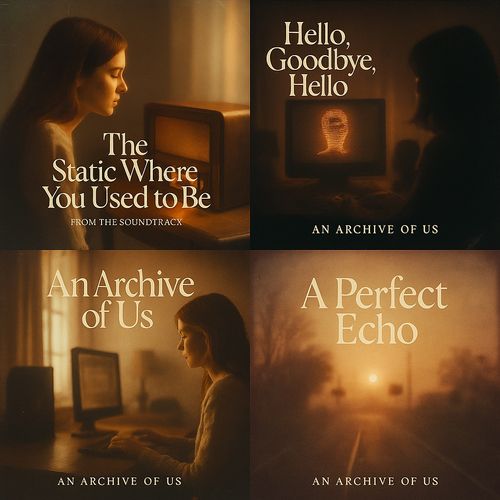 The
Static Where
You Used to Be
FROM THE SOUNDTRACX
Hello,
Goodbye,
Hello
AN ARCHIVE OF US
An Archive
of Us
AN ARCHIVE OF US
A Perfect
Echo
AN ARCHIVE OF US